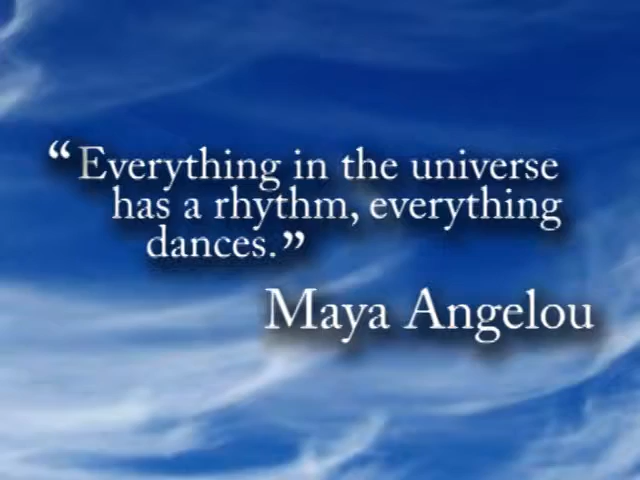 “Everything in the universe
has a rhythm, everything
dances.”
Maya Angelou